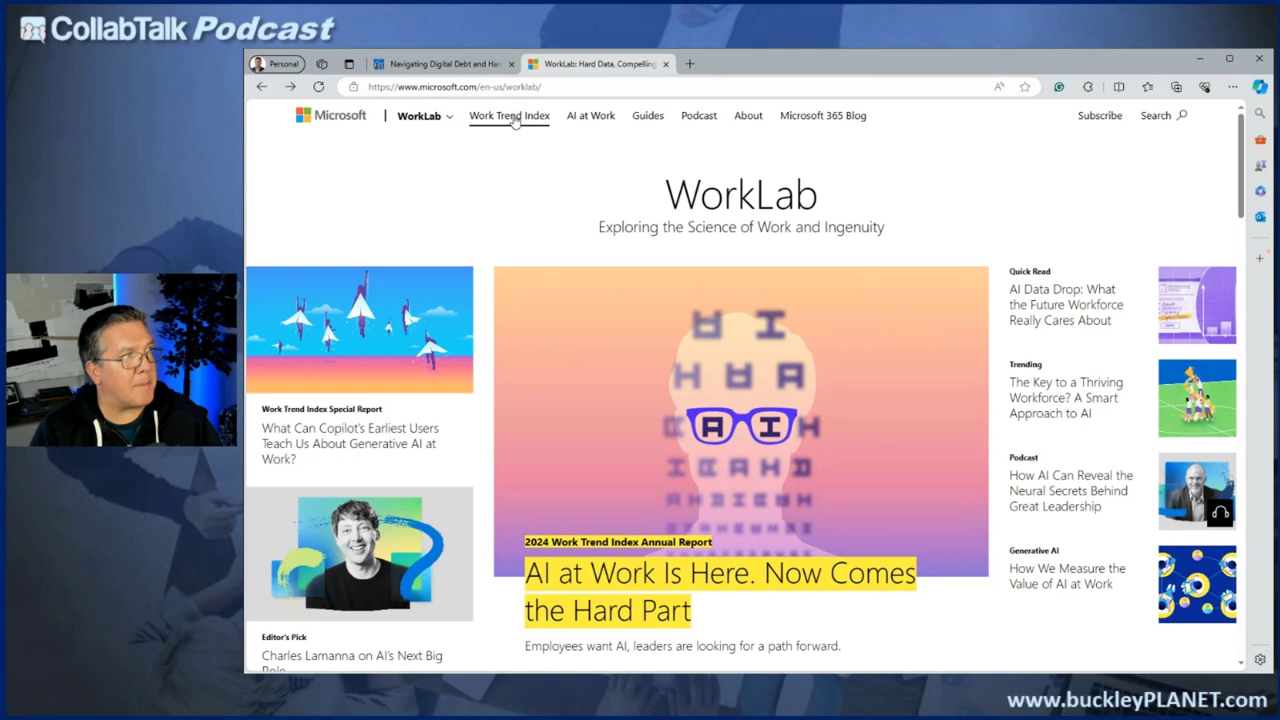 CollabTalk Podcast
Personal
Navigating Digital Debt and Har
WorkLab: Hard Data, Compelling
https://www.microsoft.com/en-us/worklab/
Microsoft
WorkLab
Work Trend Index
AI at Work
Guides
Podcast
About
Microsoft 365 Blog
Subscribe
Search
WorkLab
Exploring the Science of Work and Ingenuity
Work Trend Index Special Report
What Can Copilot's Earliest Users
Teach Us About Generative AI at
Work?
Editor's Pick
Charles Lamanna on AI's Next Big
Role
A I
2024 Work Trend Index Annual Report
AI at Work Is Here. Now Comes
the Hard Part
Employees want AI, leaders are looking for a path forward.
Quick Read
AI Data Drop: What
the Future Workforce
Really Cares About
Trending
The Key to a Thriving
Workforce? A Smart
Approach to AI
Podcast
How AI Can Reveal the
Neural Secrets Behind
Great Leadership
Generative AI
How We Measure the
Value of AI at Work
www.buckleyPLANET.com